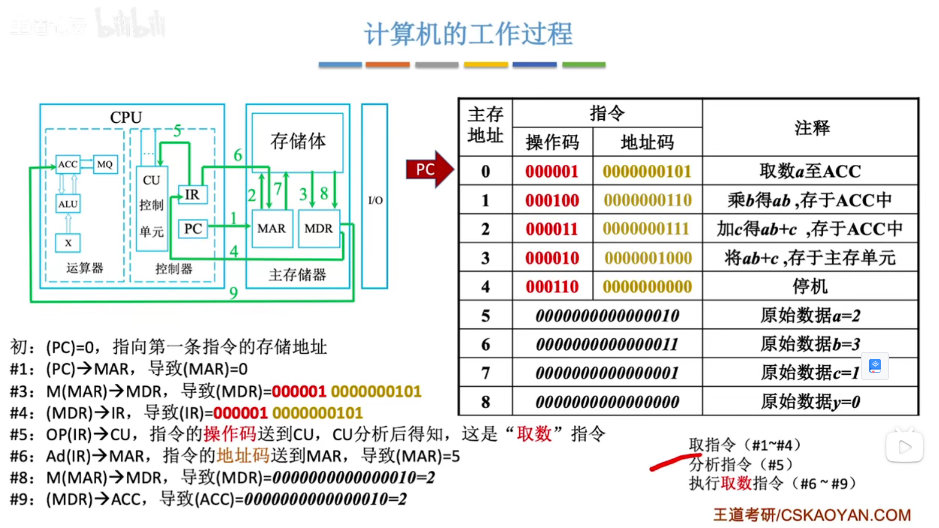 bilibili
计算机的工作过程
CPU
ACC
MQ
ALU
X
运算器
CU
控制
单元
IR
PC
控制器
存储体
MAR
MDR
主存储器
I/O
5
6
2
7
3
8
1
4
9
PC
主存地址 指令 注释
操作码 地址码
0 000001 0000000101 取数a至ACC
1 000100 0000000110 乘b得ab ,存于ACC中
2 000011 0000000111 加c得ab+c ,存于ACC中
3 000010 0000001000 将ab+c ,存于主存单元
4 000110 0000000000 停机
5 0000000000000010 原始数据a=2
6 0000000000000011 原始数据b=3
7 0000000000000001 原始数据c=1
8 0000000000000000 原始数据y=0
初：(PC)=0，指向第一条指令的存储地址
#1：(PC)→MAR，导致(MAR)=0
#3：M(MAR)→MDR，导致(MDR)=000001 0000000101
#4：(MDR)→IR，导致(IR)=000001 0000000101
#5：OP(IR)→CU，指令的操作码送到CU，CU分析后得知，这是“取数”指令
#6：Ad(IR)→MAR，指令的地址码送到MAR，导致(MAR)=5
#8：M(MAR)→MDR，导致(MDR)=0000000000000010=2
#9：(MDR)→ACC，导致(ACC)=0000000000000010=2
取指令（#1~#4）
分析指令（#5）
执行取数指令（#6 ~ #9）
王道考研/CSKAOYAN.COM